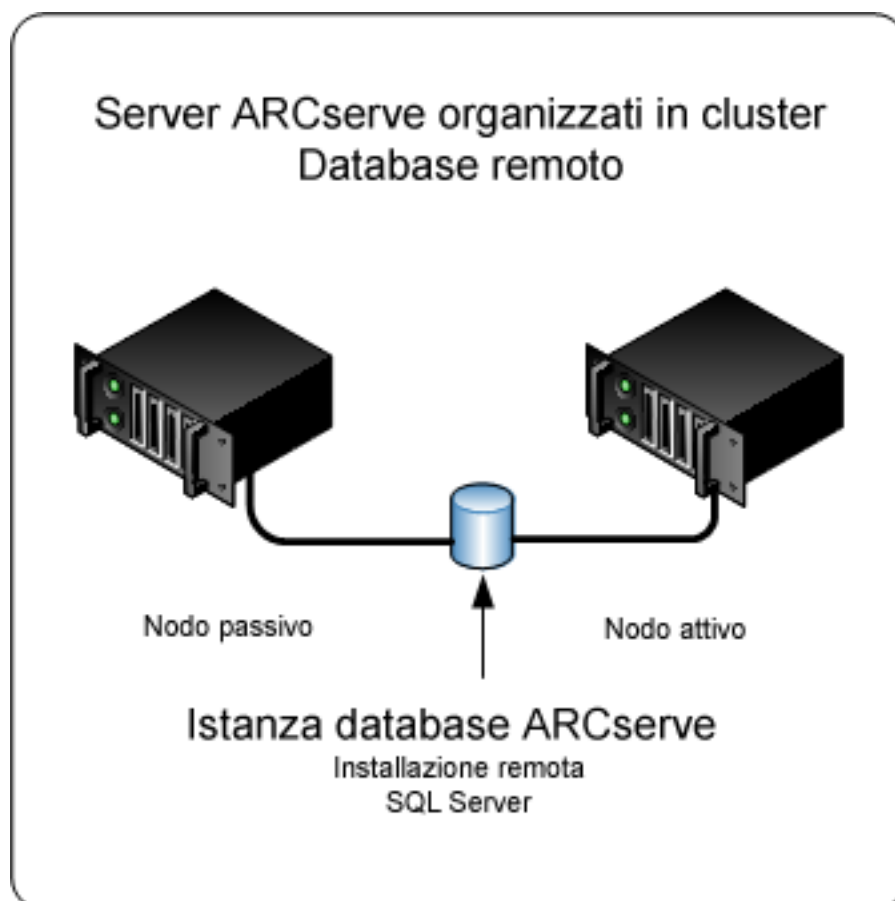 Server ARCserve organizzati in cluster
Database remoto
Nodo passivo
Nodo attivo
Istanza database ARCserve
Installazione remota
SQL Server